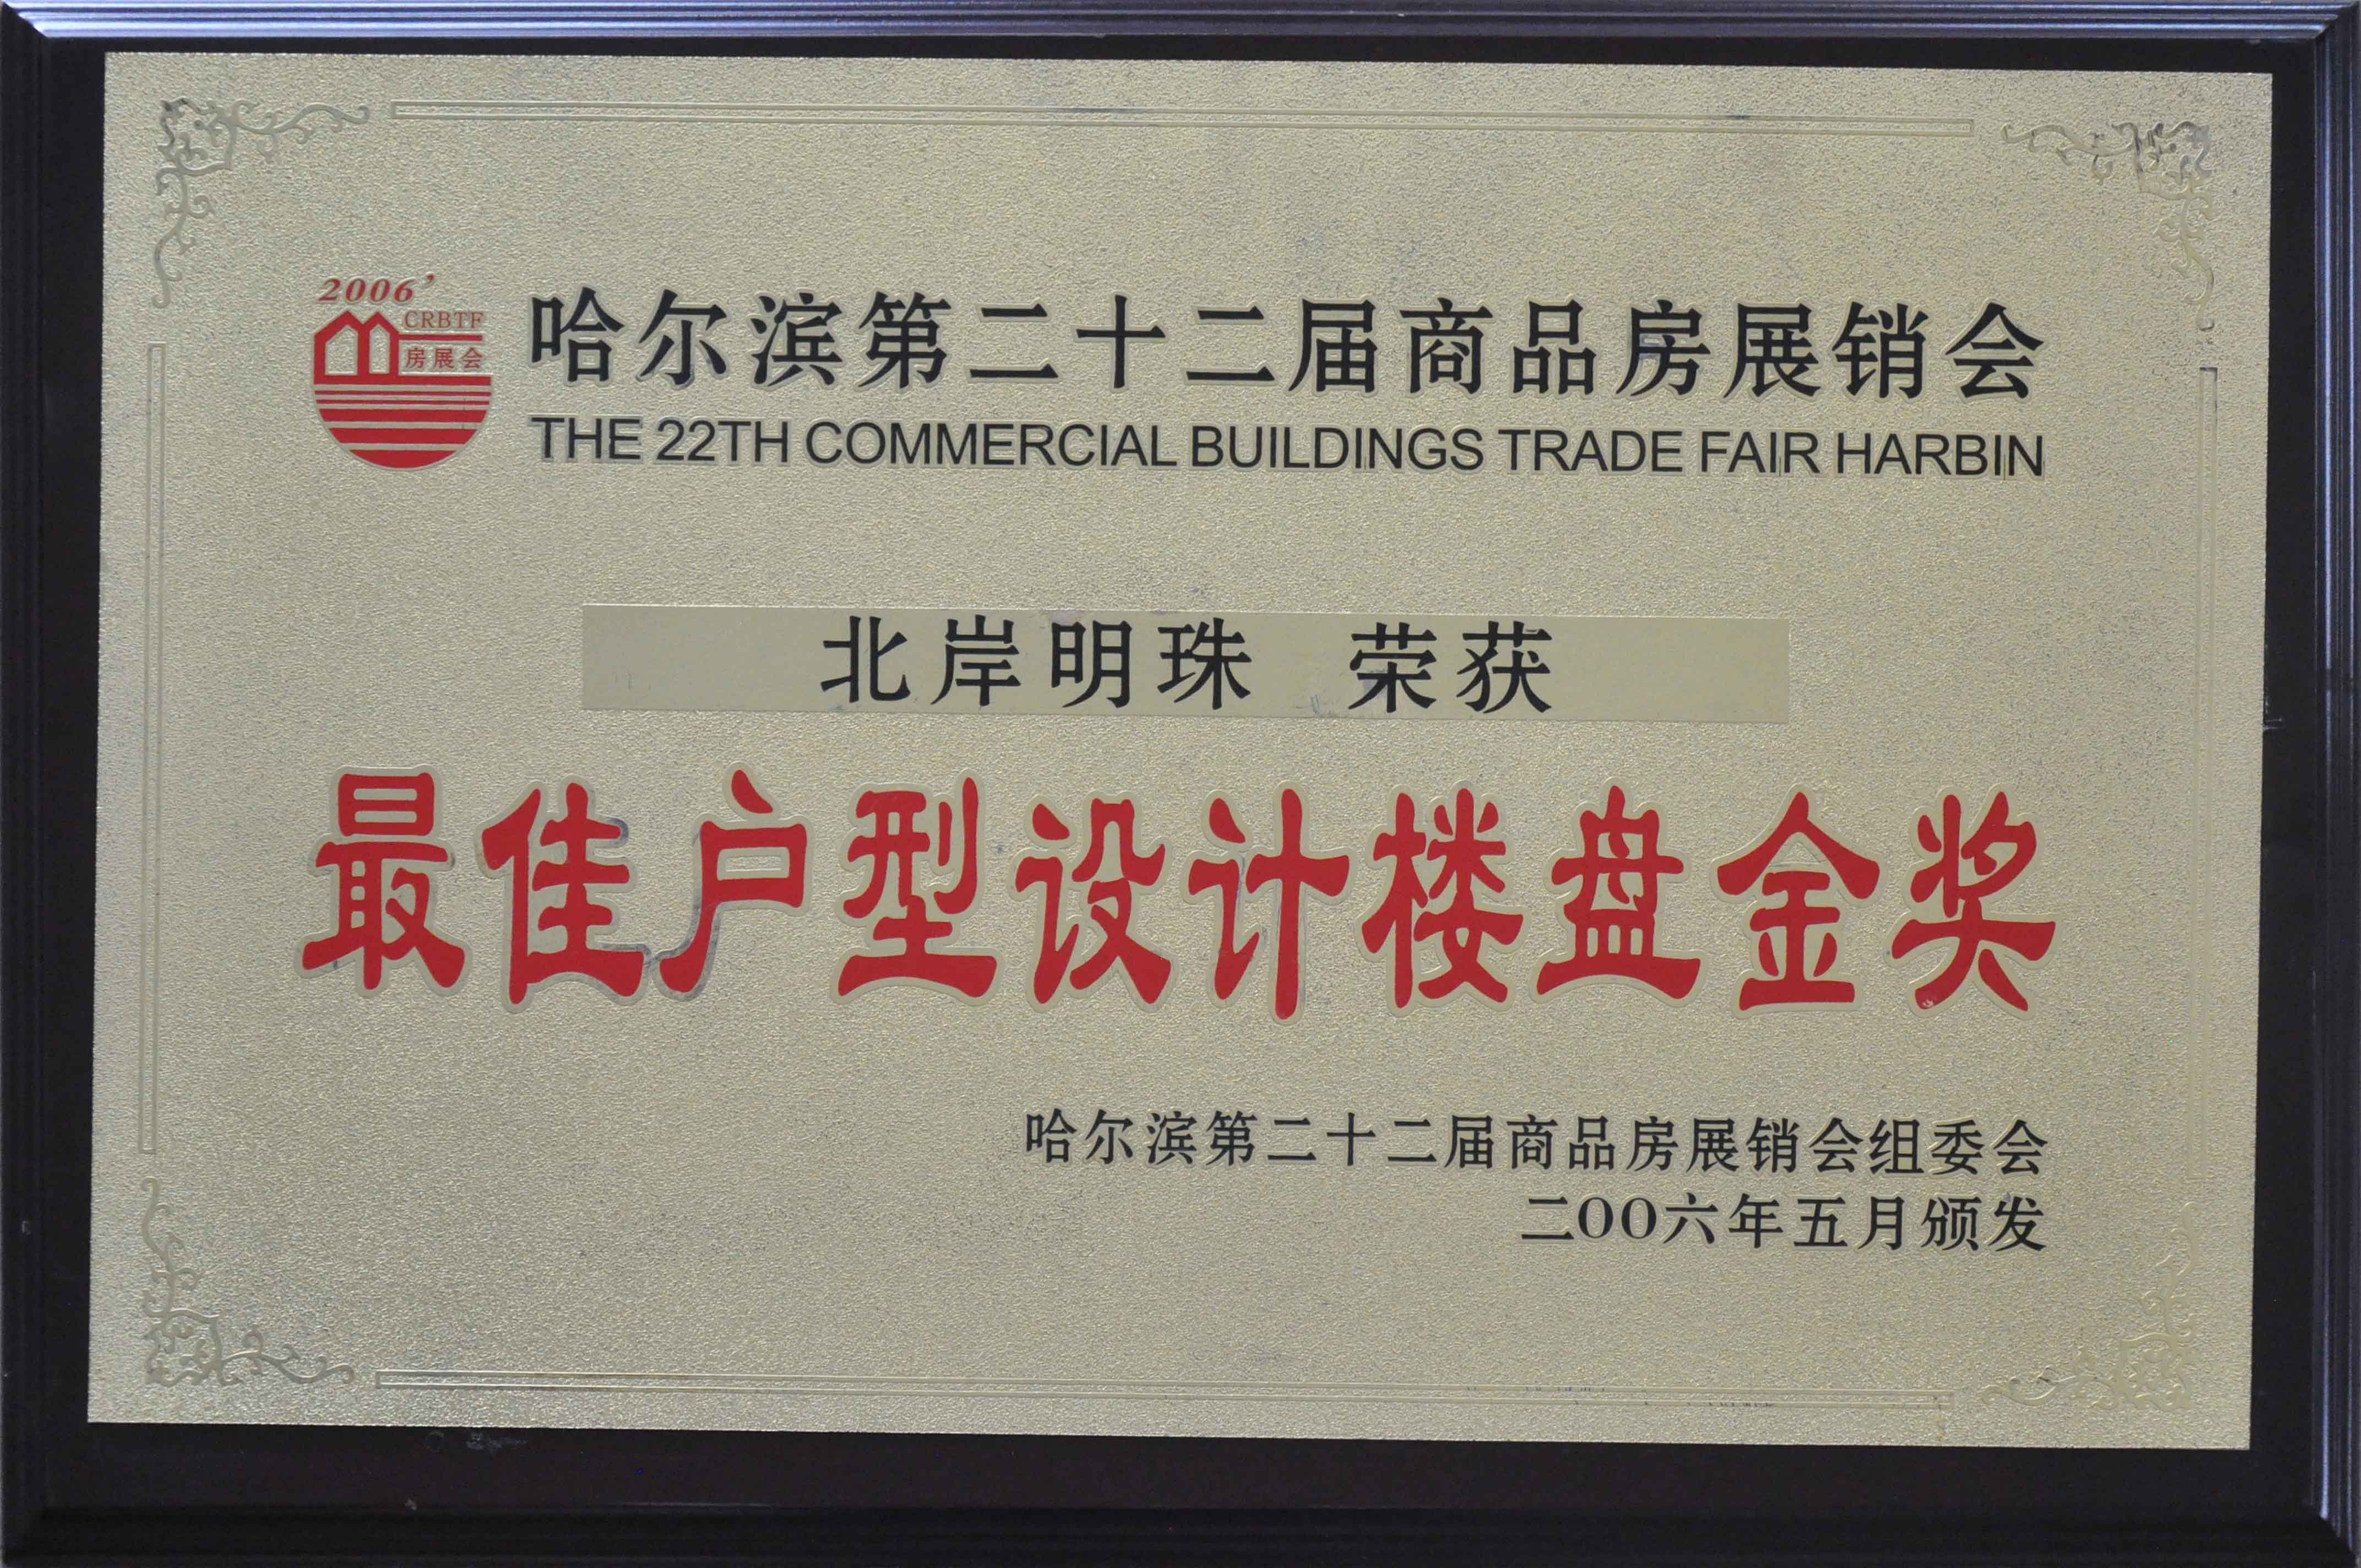 2006'
CRBTF
房展会
哈尔滨第二十二届商品房展销会
THE 22TH COMMERCIAL BUILDINGS TRADE FAIR HARBIN
北岸明珠 荣获
最佳户型设计楼盘金奖
哈尔滨第二十二届商品房展销会组委会
二OO六年五月颁发